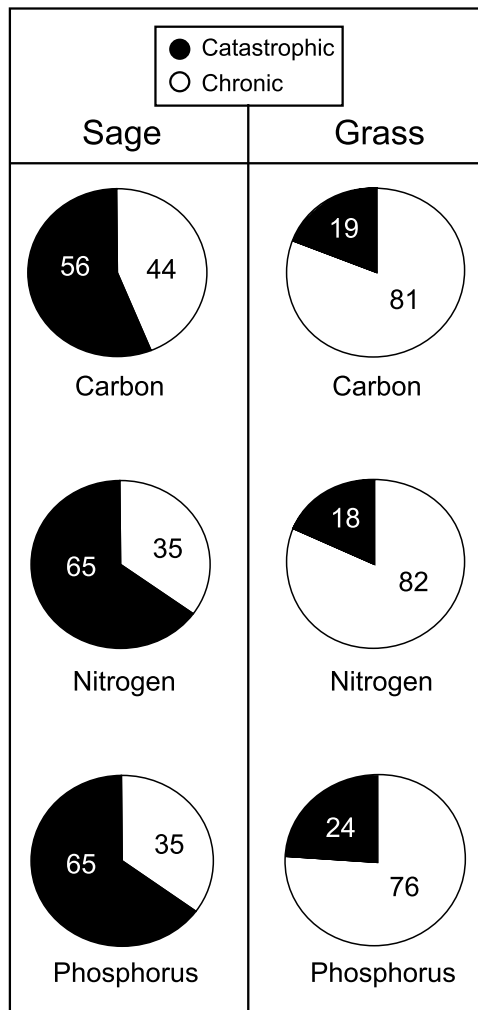 Catastrophic
Chronic
Sage Grass
56 44 19 81
Carbon Carbon
65 35 18 82
Nitrogen Nitrogen
65 35 24 76
Phosphorus Phosphorus